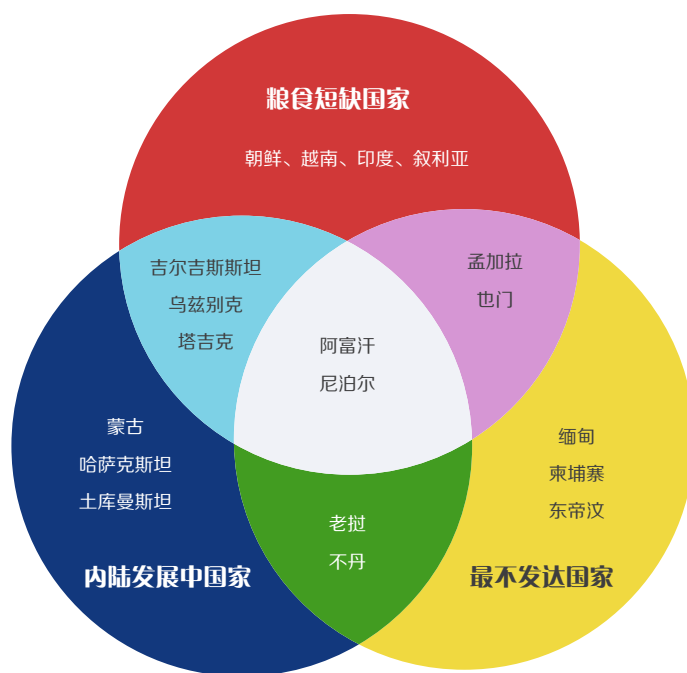 粮食短缺国家
朝鲜、越南、印度、叙利亚
吉尔吉斯斯坦
乌兹别克
塔吉克
孟加拉
也门
阿富汗
尼泊尔
蒙古
哈萨克斯坦
土库曼斯坦
缅甸
柬埔寨
东帝汶
老挝
不丹
内陆发展中国家
最不发达国家